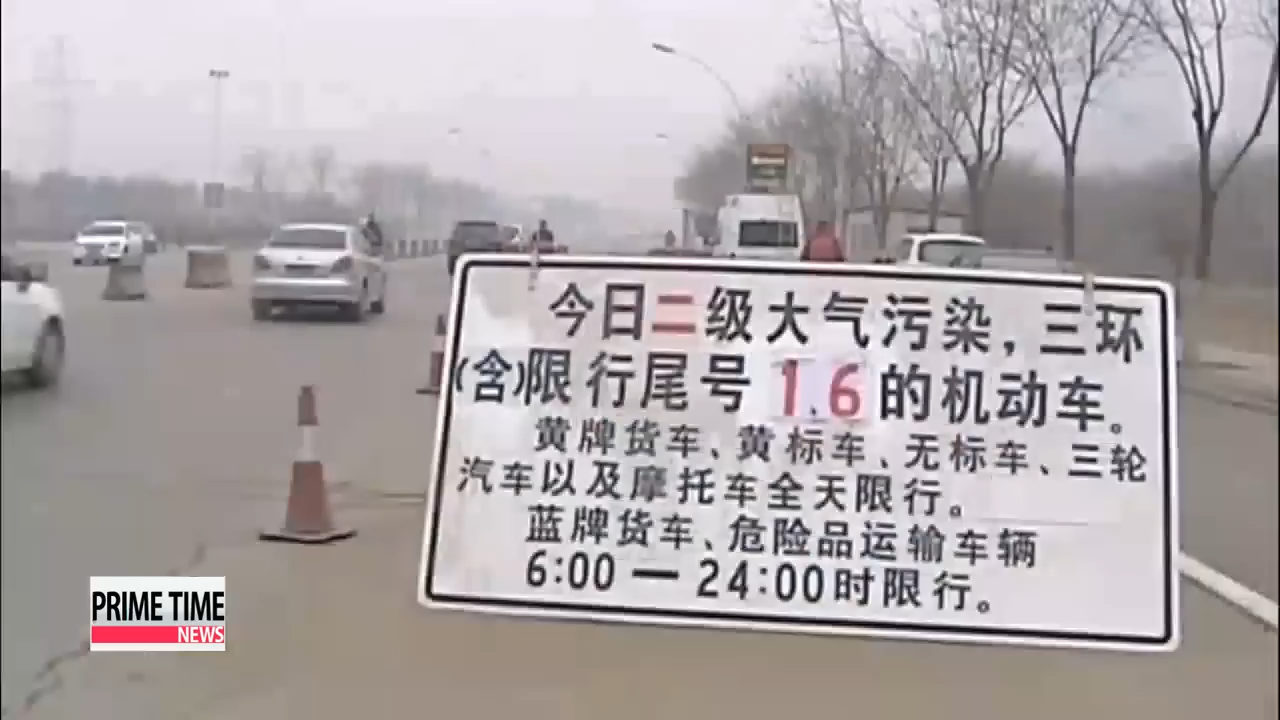 今日二级大气污染，三环
(含)限行尾号 1、6的机动车。
黄牌货车、黄标车、无标车、三轮
汽车以及摩托车全天限行。
蓝牌货车、危险品运输车辆
6:00 — 24:00时限行。
PRIME TIME
NEWS